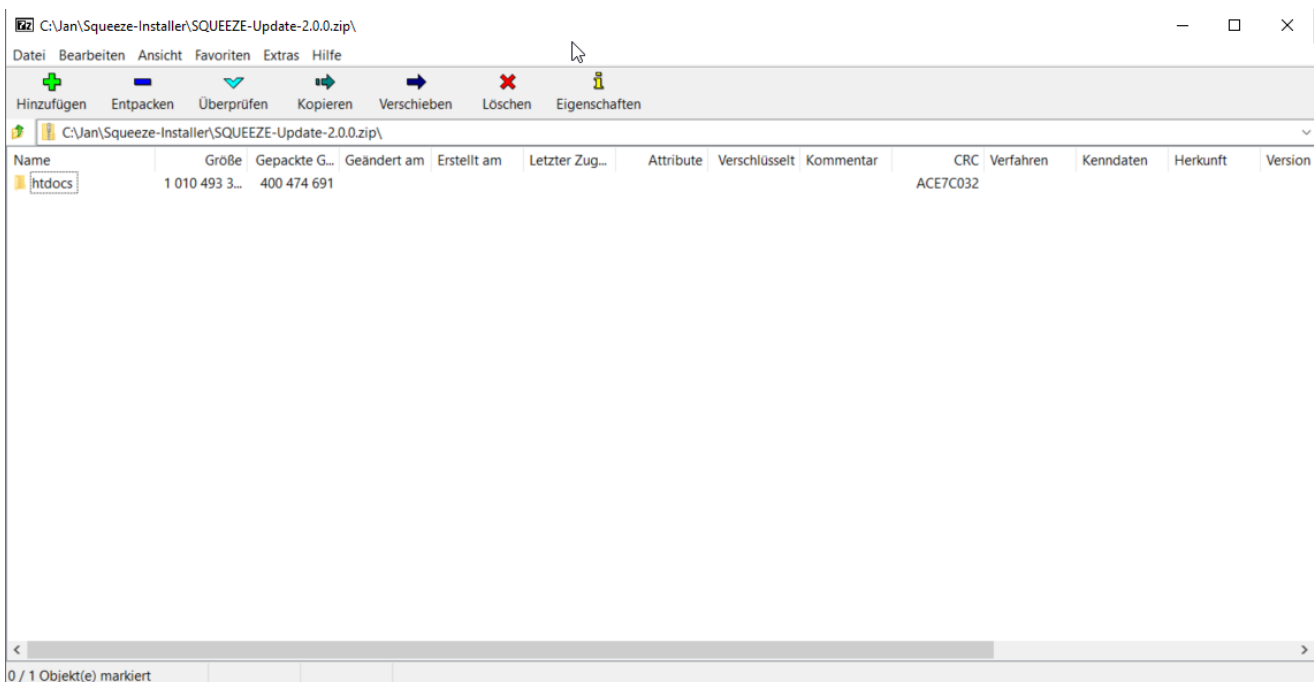 C:\Jan\Squeeze-Installer\SQUEEZE-Update-2.0.0.zip\
Datei Bearbeiten Ansicht Favoriten Extras Hilfe
Hinzufügen Entpacken Überprüfen Kopieren Verschieben Löschen Eigenschaften
C:\Jan\Squeeze-Installer\SQUEEZE-Update-2.0.0.zip\
Name Größe Gepackte G... Geändert am Erstellt am Letzter Zug... Attribute Verschlüsselt Kommentar CRC Verfahren Kenndaten Herkunft Version
htdocs 1 010 493 3... 400 474 691 ACE7C032
0 / 1 Objekt(e) markiert